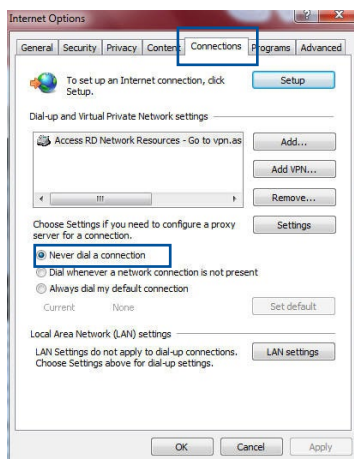 Internet Options
General Security Privacy Content Connections Programs Advanced
To set up an Internet connection, click
Setup.
Setup
Dial-up and Virtual Private Network settings
Access RD Network Resources - Go to vpn.as
Add...
Add VPN...
Remove...
Choose Settings if you need to configure a proxy
server for a connection.
Settings
Never dial a connection
Dial whenever a network connection is not present
Always dial my default connection
Current None
Set default
Local Area Network (LAN) settings
LAN Settings do not apply to dial-up connections.
Choose Settings above for dial-up settings.
LAN settings
OK Cancel Apply